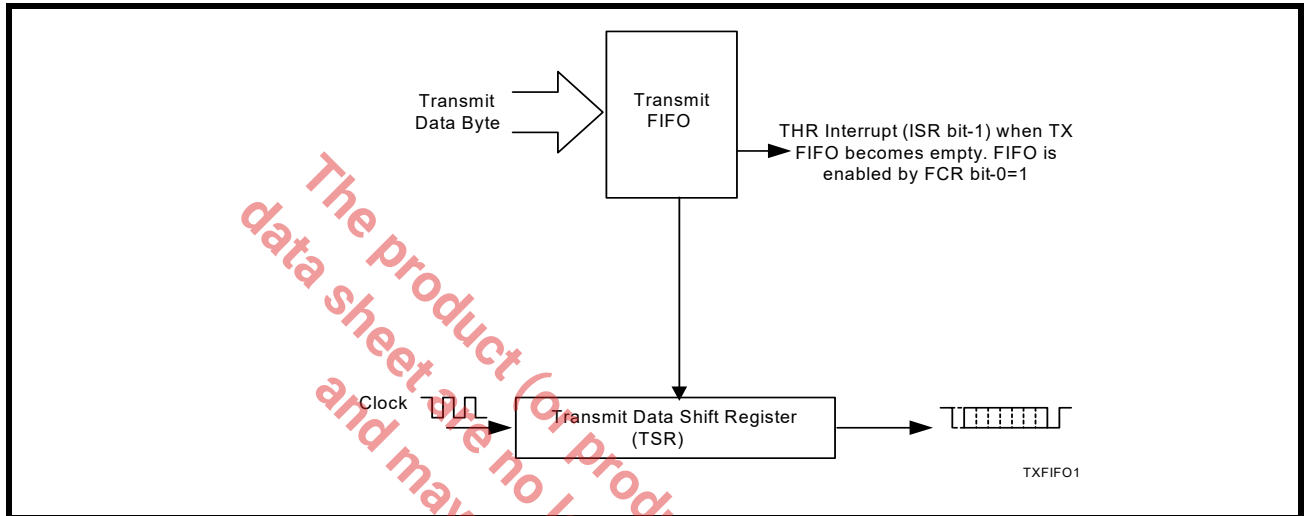 Transmit
Data Byte
Transmit
FIFO
THR Interrupt (ISR bit-1) when TX
FIFO becomes empty. FIFO is
enabled by FCR bit-0=1
Clock
Transmit Data Shift Register
(TSR)
TXFIFO1
The product (or produ
data sheet are no l
and may